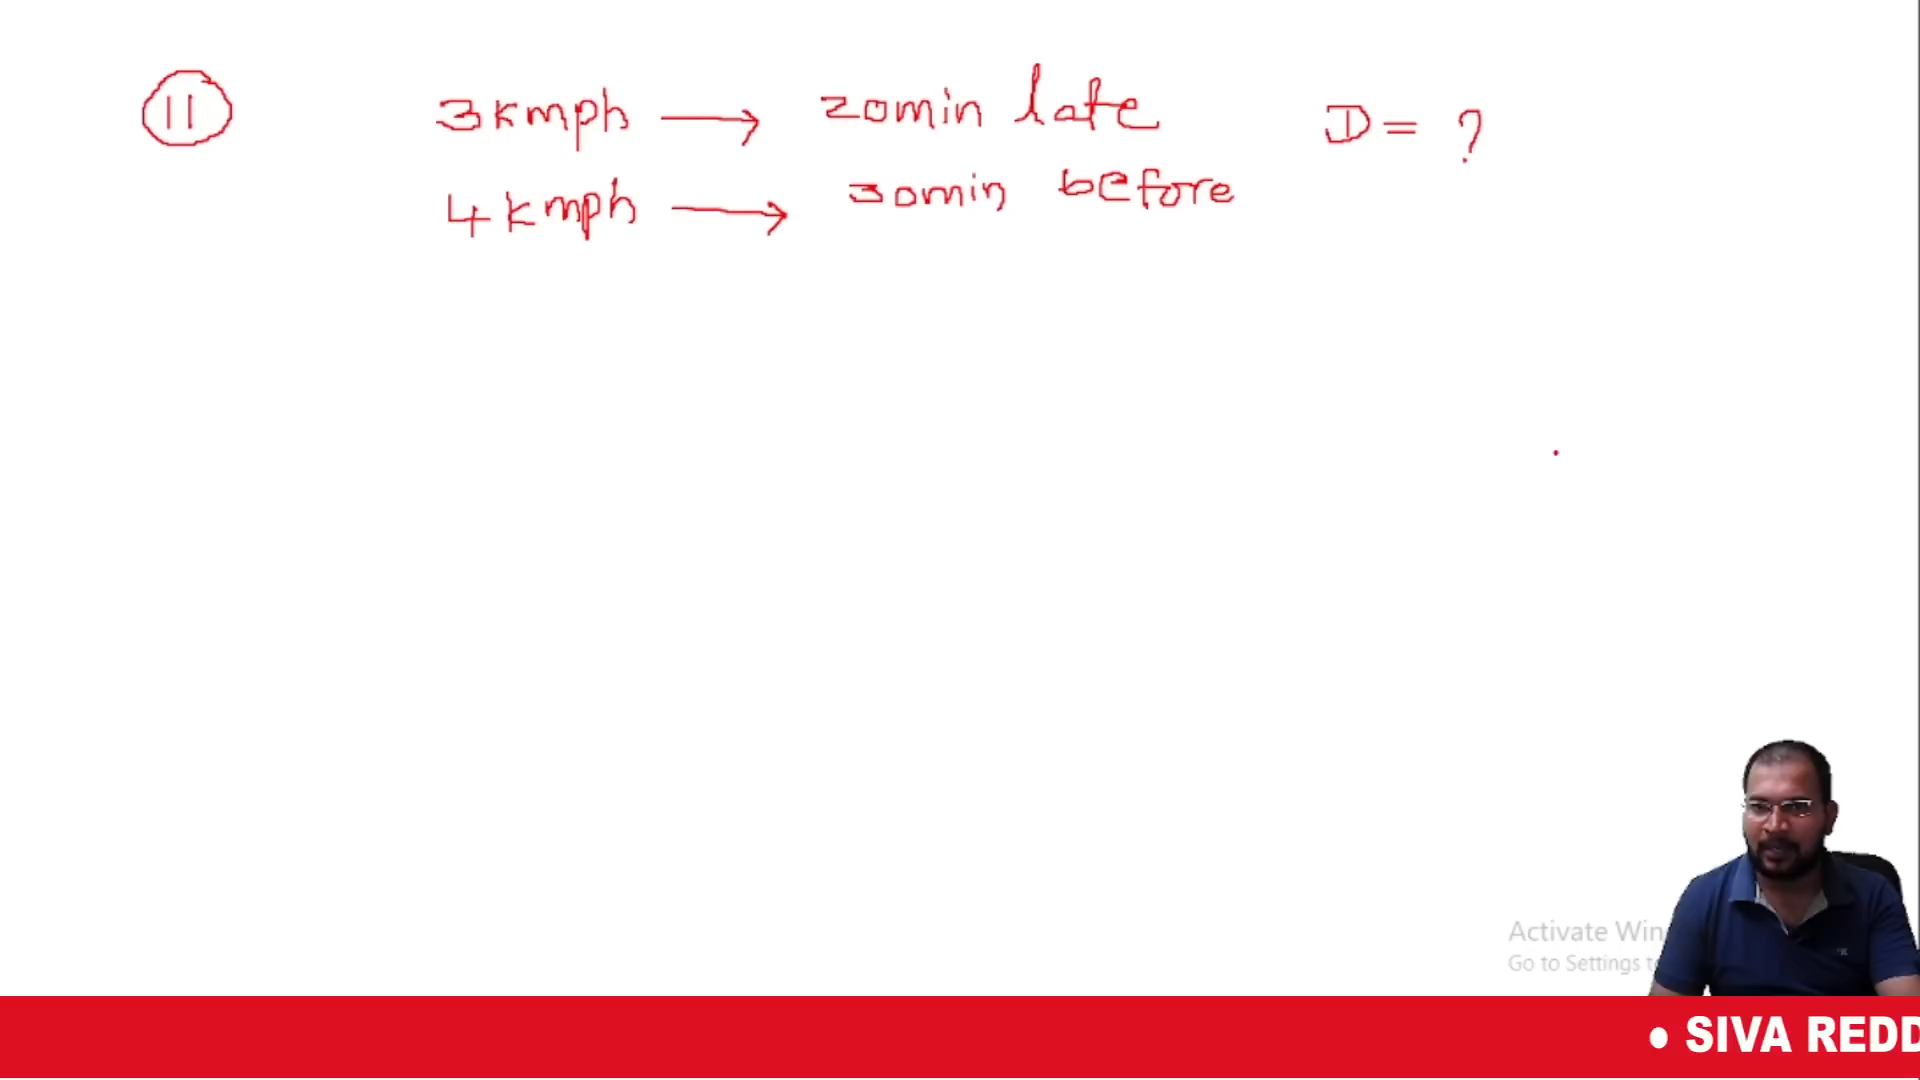 11 3kmph → 20min late D = ?
4kmph → 30min before
Activate Win
Go to Settings t
• SIVA REDD